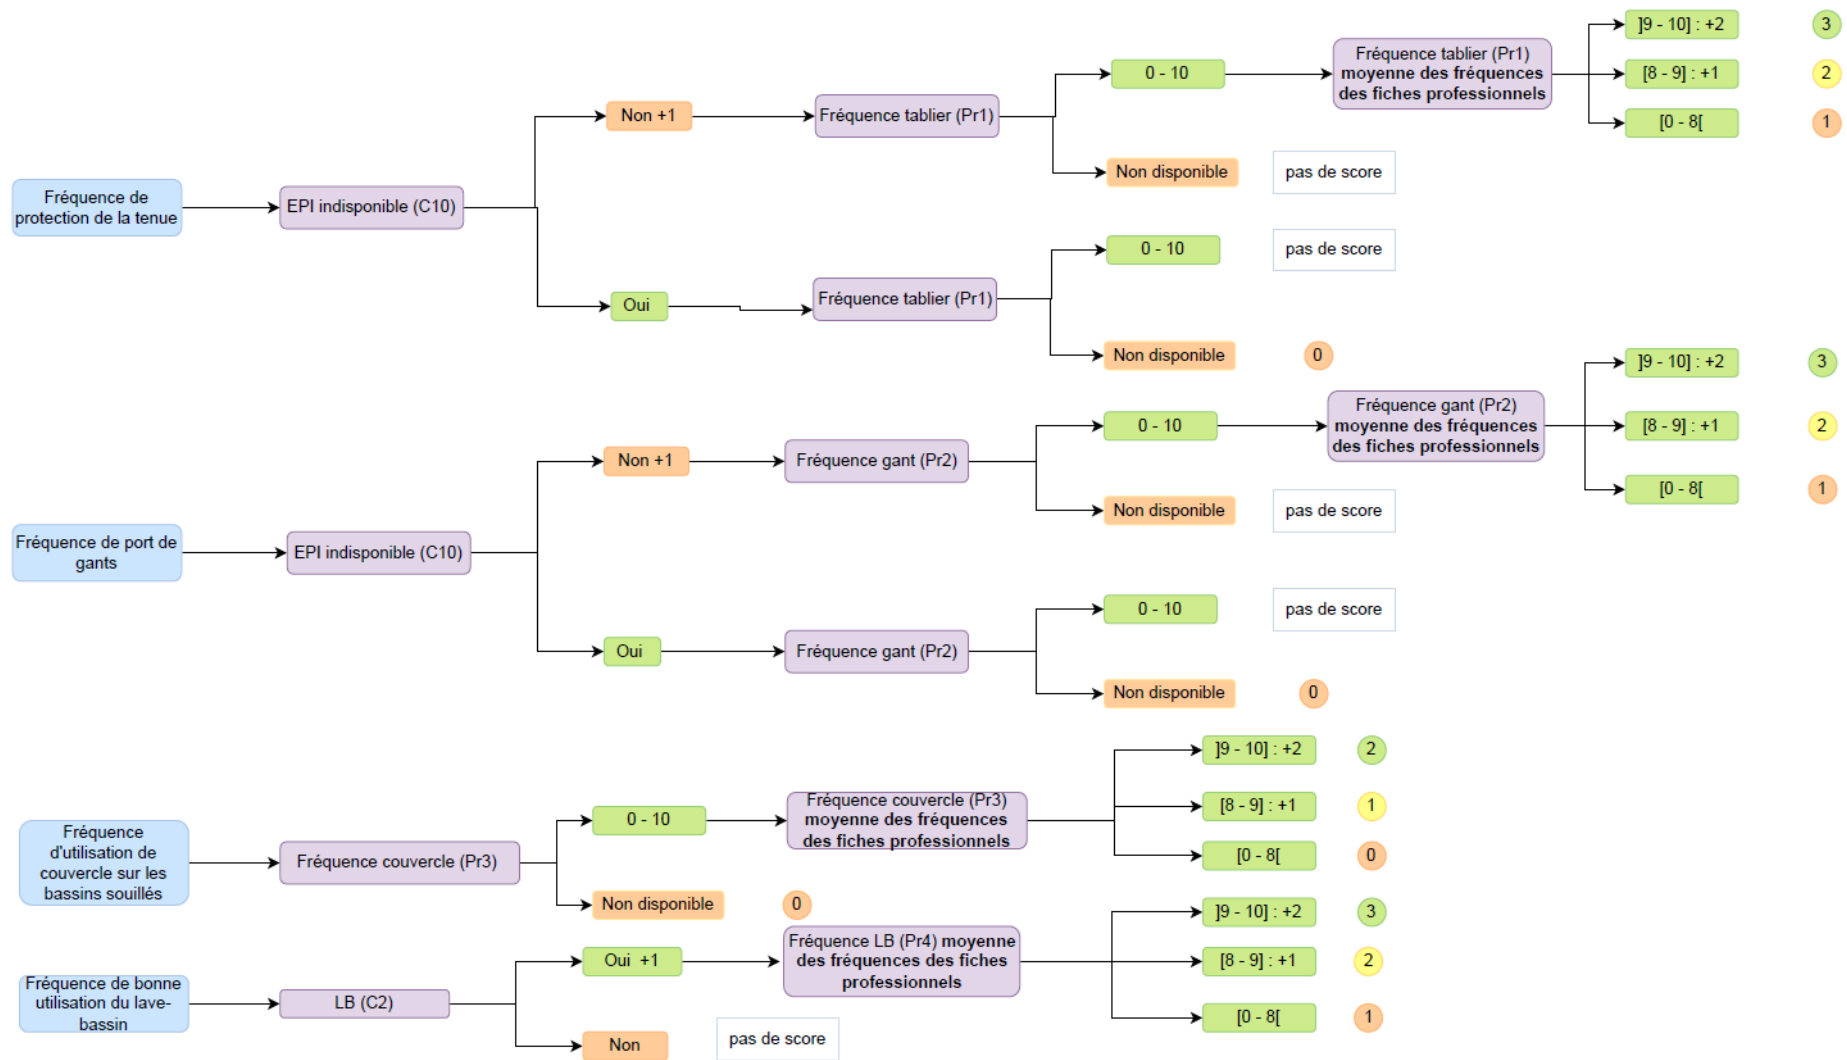 Fréquence de
protection de la tenue
EPI indisponible (C10)
Non +1
Fréquence tablier (Pr1)
0 - 10
Fréquence tablier (Pr1)
moyenne des fréquences
des fiches professionnels
]9 - 10] : +2
3
[8 - 9] : +1
2
[0 - 8[
1
Non disponible
pas de score
Oui
Fréquence tablier (Pr1)
0 - 10
pas de score
Non disponible
0
Fréquence de port de
gants
EPI indisponible (C10)
Non +1
Fréquence gant (Pr2)
0 - 10
Fréquence gant (Pr2)
moyenne des fréquences
des fiches professionnels
]9 - 10] : +2
3
[8 - 9] : +1
2
[0 - 8[
1
Non disponible
pas de score
Oui
Fréquence gant (Pr2)
0 - 10
pas de score
Non disponible
0
Fréquence
d'utilisation de
couvercle sur les
bassins souillés
Fréquence couvercle (Pr3)
0 - 10
Fréquence couvercle (Pr3)
moyenne des fréquences
des fiches professionnels
]9 - 10] : +2
2
[8 - 9] : +1
1
[0 - 8[
0
Non disponible
0
Fréquence de bonne
utilisation du lave-
bassin
LB (C2)
Oui +1
Fréquence LB (Pr4) moyenne
des fréquences des fiches
professionnels
]9 - 10] : +2
3
[8 - 9] : +1
2
[0 - 8[
1
Non
pas de score